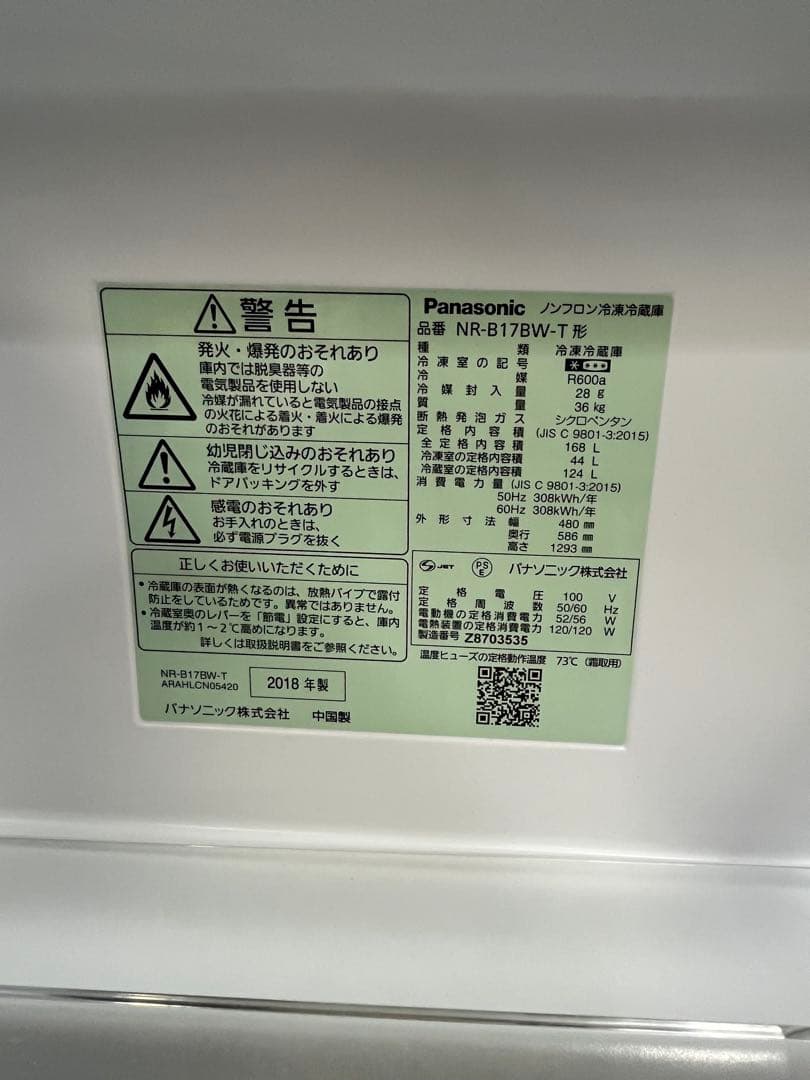 警告
発火・爆発のおそれあり
庫内では脱臭器等の
電気製品を使用しない
冷媒が漏れていると電気製品の接点
の火花による着火・着火による爆発
のおそれがあります
幼児閉じ込みのおそれあり
冷蔵庫をリサイクルするときは、
ドアパッキングを外す
感電のおそれあり
お手入れのときは、
必ず電源プラグを抜く
正しくお使いいただくために
・冷蔵庫の表面が熱くなるのは、放熱パイプで露付
防止をしているためです。異常ではありません。
・冷蔵室奥のレバーを「節電」設定にすると、庫内
温度が約1~2℃高めになります。
詳しくは取扱説明書をご参照ください。
NR-B17BW-T
ARAHLCN05420
2018 年製
パナソニック株式会社 中国製
Panasonic ノンフロン冷凍冷蔵庫
品番 NR-B17BW-T 形
種類 冷凍冷蔵庫
冷凍室の記号
冷媒 R600a
冷媒封入量 28 g
質量 36 kg
断熱発泡ガス シクロペンタン
定格内容積 (JIS C 9801-3:2015)
全定格内容積 168 L
冷凍室の定格内容積 44 L
冷蔵室の定格内容積 124 L
消費電力量 (JIS C 9801-3:2015)
50Hz 308kWh/年
60Hz 308kWh/年
外形寸法 幅 480 mm
奥行 586 mm
高さ 1293 mm
S JET PSE パナソニック株式会社
定格電圧 100 V
定格周波数 50/60 Hz
電動機の定格消費電力 52/56 W
電熱装置の定格消費電力 120/120 W
製造番号 Z8703535
温度ヒューズの定格動作温度 73℃ (霜取用)